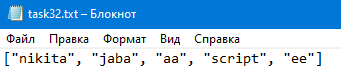 task32.txt – Блокнот
Файл Правка Формат Вид Справка
["nikita", "jaba", "aa", "script", "ee"]